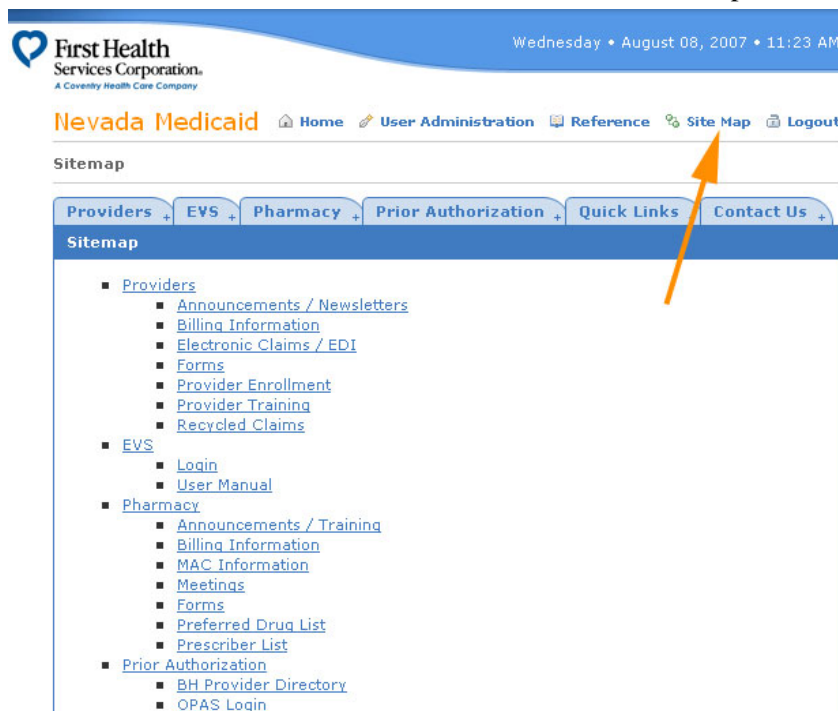 First Health
Services Corporation®
A Coventry Health Care Company
Wednesday • August 08, 2007 • 11:23 AM
Nevada Medicaid Home User Administration Reference Site Map Logout
Sitemap
Providers + EVS + Pharmacy + Prior Authorization + Quick Links Contact Us +
Sitemap
Providers
Announcements / Newsletters
Billing Information
Electronic Claims / EDI
Forms
Provider Enrollment
Provider Training
Recycled Claims
EVS
Login
User Manual
Pharmacy
Announcements / Training
Billing Information
MAC Information
Meetings
Forms
Preferred Drug List
Prescriber List
Prior Authorization
BH Provider Directory
OPAS Login